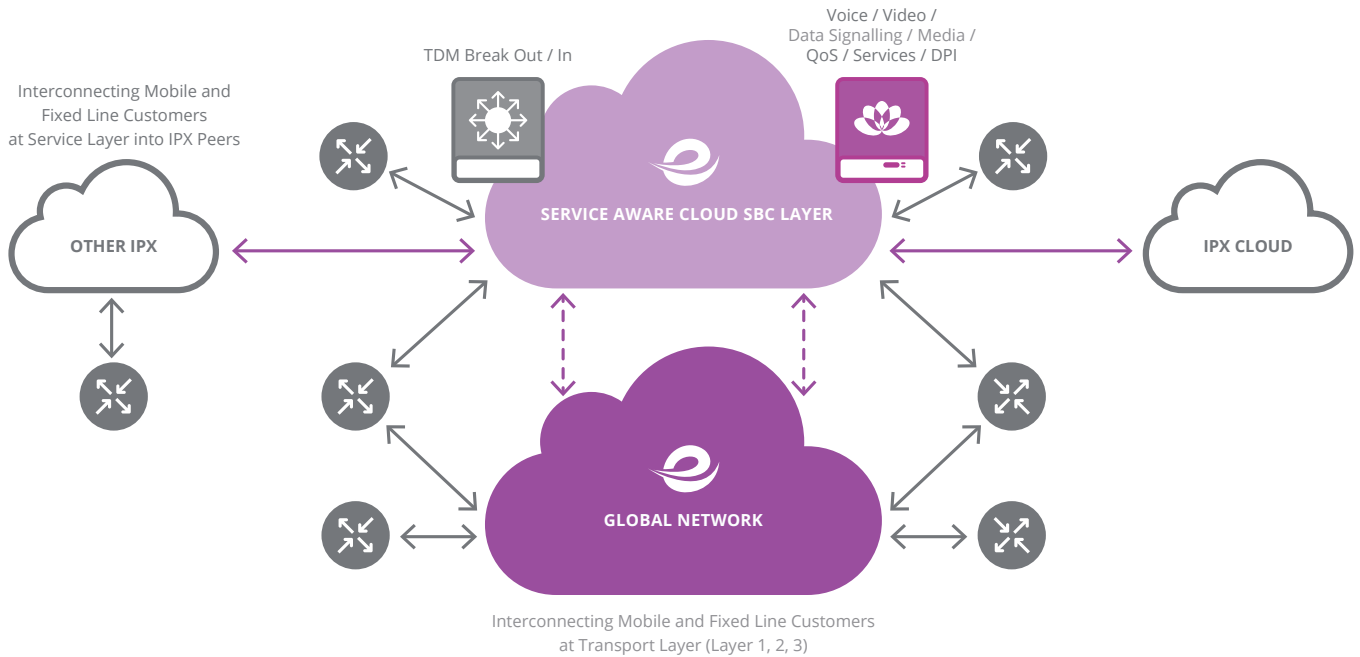 Voice / Video /
Data Signalling / Media /
QoS / Services / DPI
TDM Break Out / In
Interconnecting Mobile and
Fixed Line Customers
at Service Layer into IPX Peers
SERVICE AWARE CLOUD SBC LAYER
OTHER IPX
IPX CLOUD
GLOBAL NETWORK
Interconnecting Mobile and Fixed Line Customers
at Transport Layer (Layer 1, 2, 3)